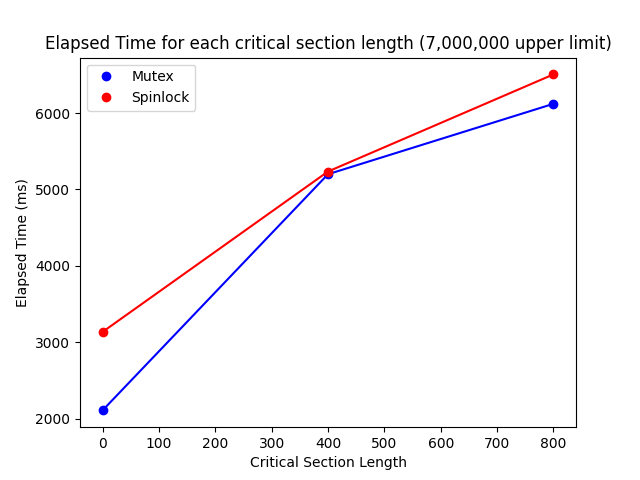 Elapsed Time for each critical section length (7,000,000 upper limit)
Mutex
Spinlock
6000
5000
4000
3000
2000
Elapsed Time (ms)
0 100 200 300 400 500 600 700 800
Critical Section Length